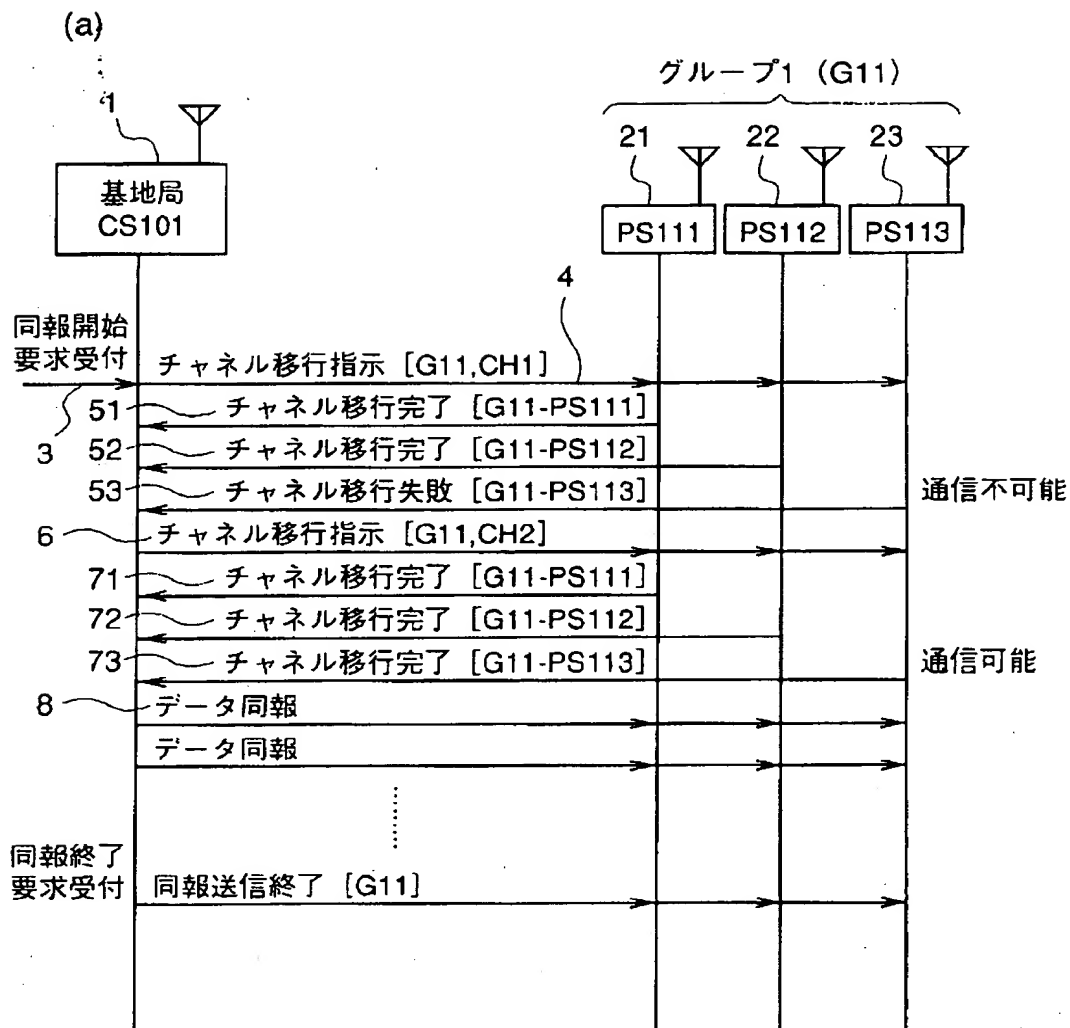 (a)
グループ1 (G11)
1
21
22
23
基地局
CS101
PS111
PS112
PS113
4
同報開始
要求受付
チャネル移行指示 [G11,CH1]
3
51
チャネル移行完了 [G11-PS111]
52
チャネル移行完了 [G11-PS112]
53
チャネル移行失敗 [G11-PS113]
通信不可能
6
チャネル移行指示 [G11,CH2]
71
チャネル移行完了 [G11-PS111]
72
チャネル移行完了 [G11-PS112]
73
チャネル移行完了 [G11-PS113]
通信可能
8
データ同報
データ同報
同報終了
要求受付
同報送信終了 [G11]